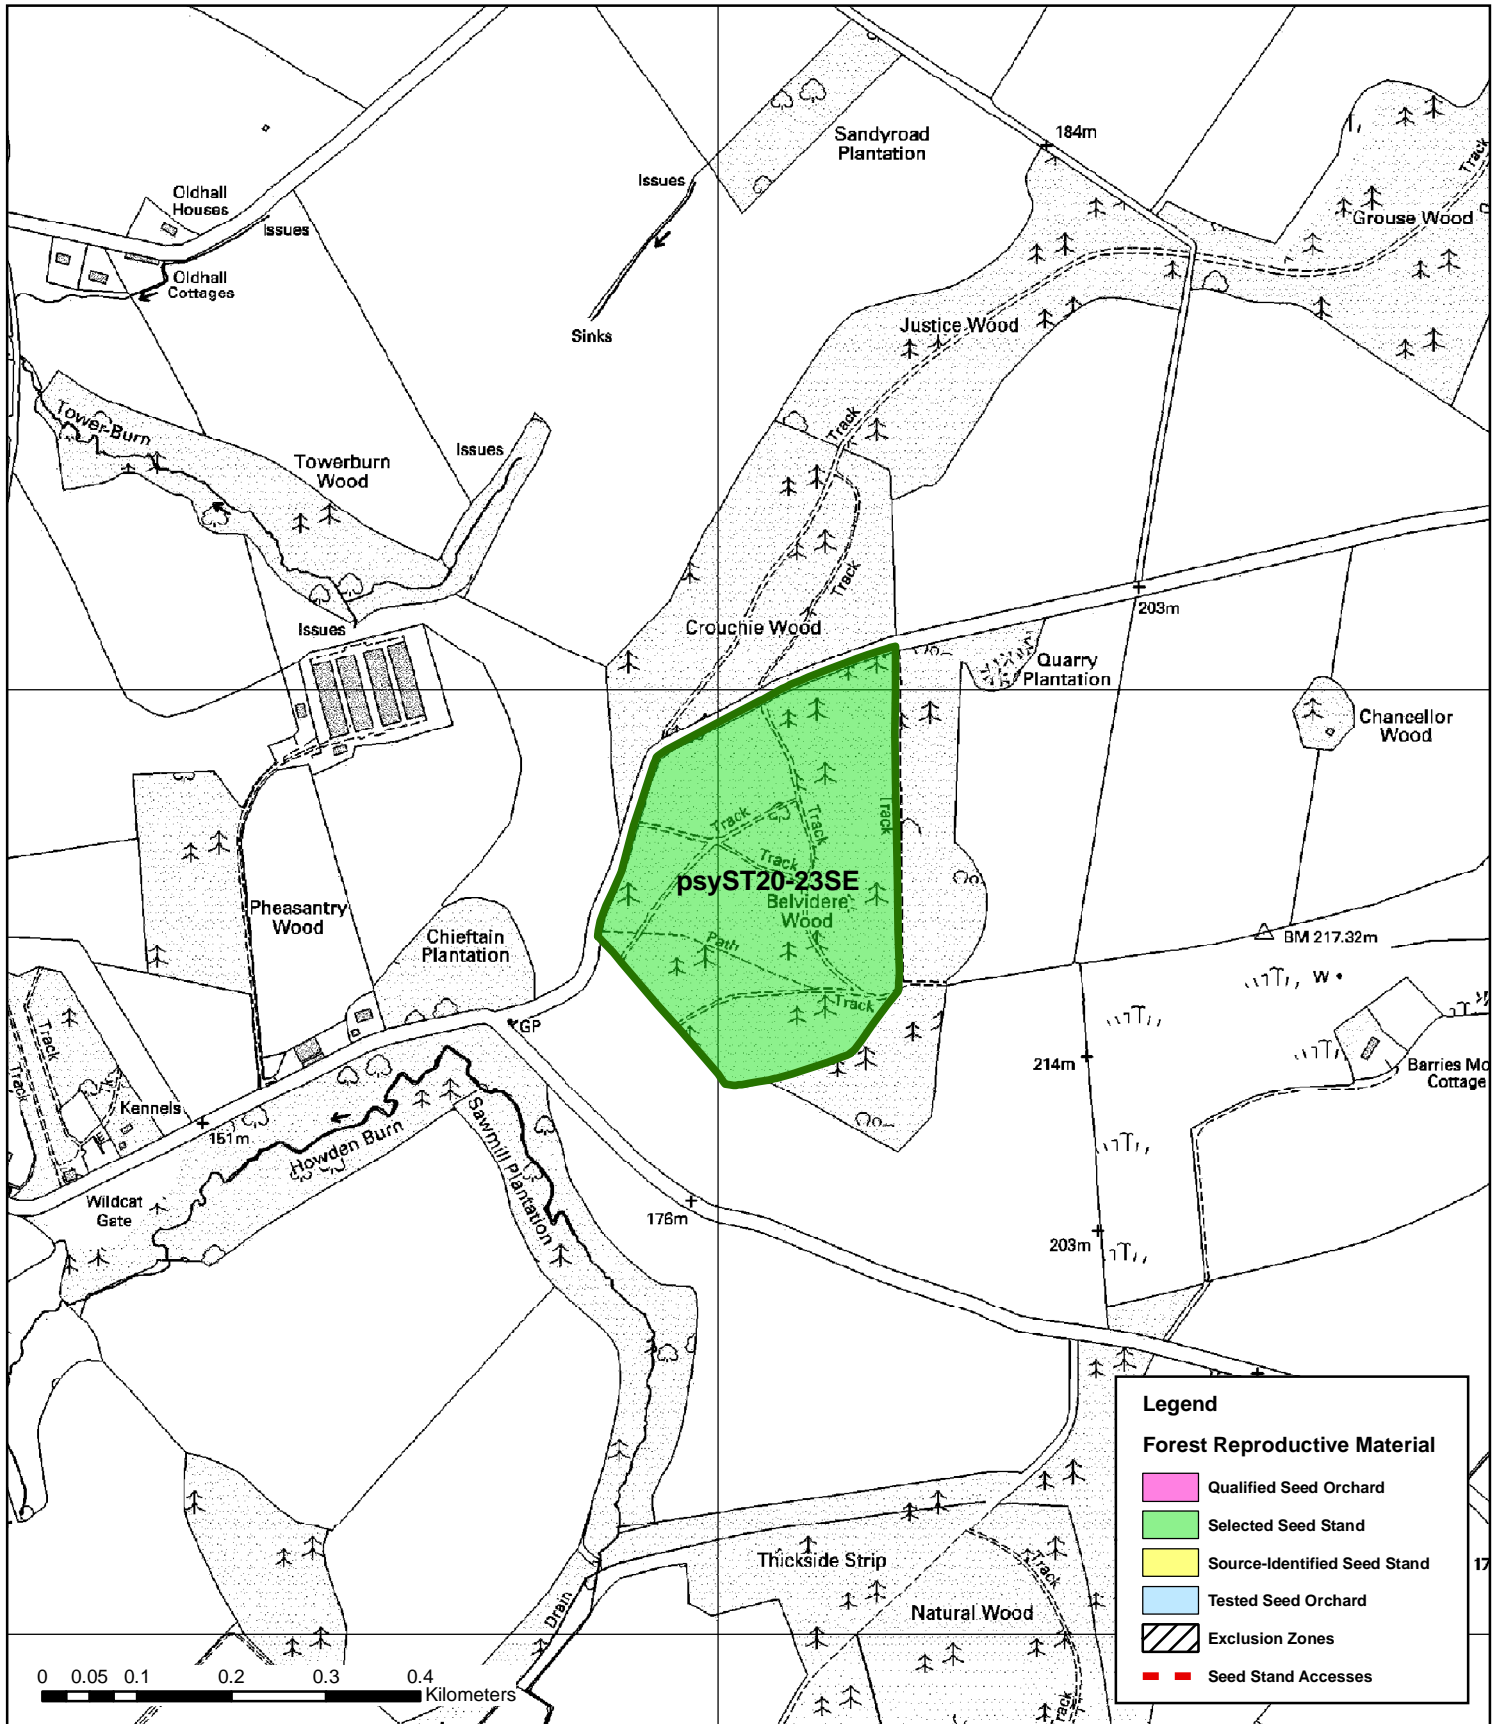 184m
Sandyroad
Plantation
Track
Issues
Oldhall
Houses
Grouse Wood
Issues
Oldhall
Cottages
Sinks
Justice Wood
Tower Burn
Track
Issues
Towerburn
Wood
Track
203m
Issues
Crouchie Wood
Quarry
Plantation
Chancellor
Wood
Track
Track
Track
Track
psyST20-23SE
Belvidere
Wood
Pheasantry
Wood
Chieftain
Plantation
Path
BM 217.32m
W
Track
GP
Track
Track
214m
Barries Mo
Cottage
Kennels
151m
Howden Burn
Sawmill Plantation
Wildcat
Gate
176m
203m
Legend
Forest Reproductive Material
Qualified Seed Orchard
Selected Seed Stand
Source-Identified Seed Stand
Tested Seed Orchard
Exclusion Zones
Seed Stand Accesses
17
Thickside Strip
Track
Drain
Natural Wood
0 0.05 0.1 0.2 0.3 0.4
Kilometers
rack